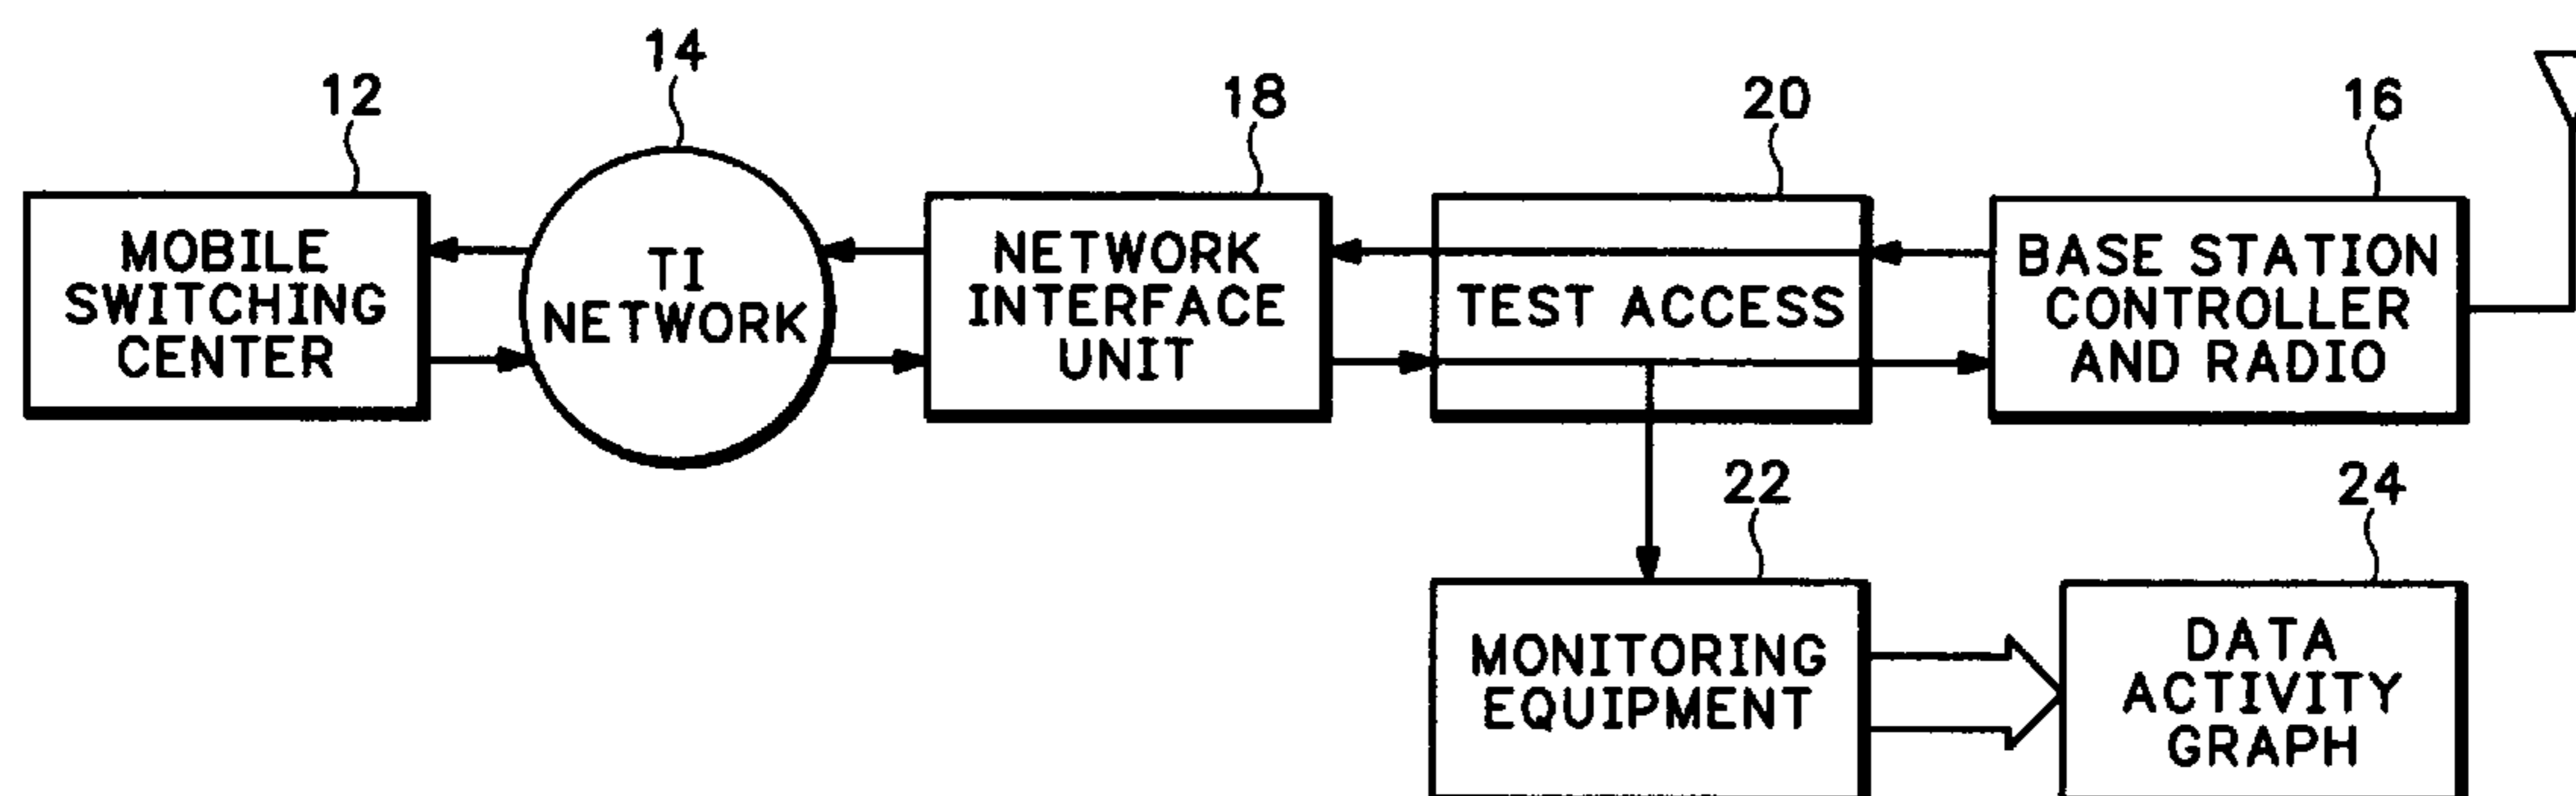 14
12
18
20
16
MOBILE
SWITCHING
CENTER
TI
NETWORK
NETWORK
INTERFACE
UNIT
TEST ACCESS
BASE STATION
CONTROLLER
AND RADIO
22
24
MONITORING
EQUIPMENT
DATA
ACTIVITY
GRAPH